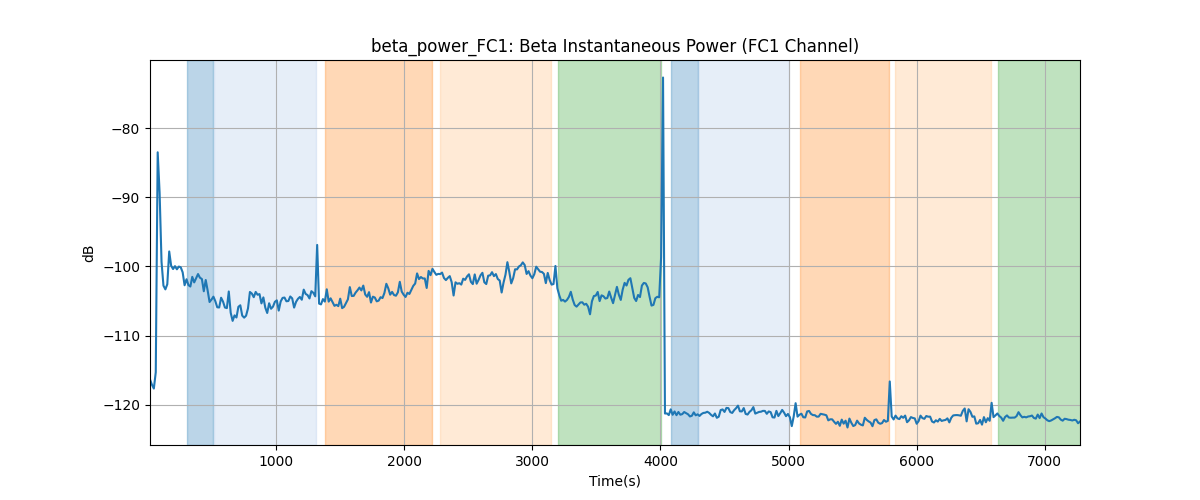 beta_power_FC1: Beta Instantaneous Power (FC1 Channel)
−80
−90
−100
−110
−120
dB
1000 2000 3000 4000 5000 6000 7000
Time(s)